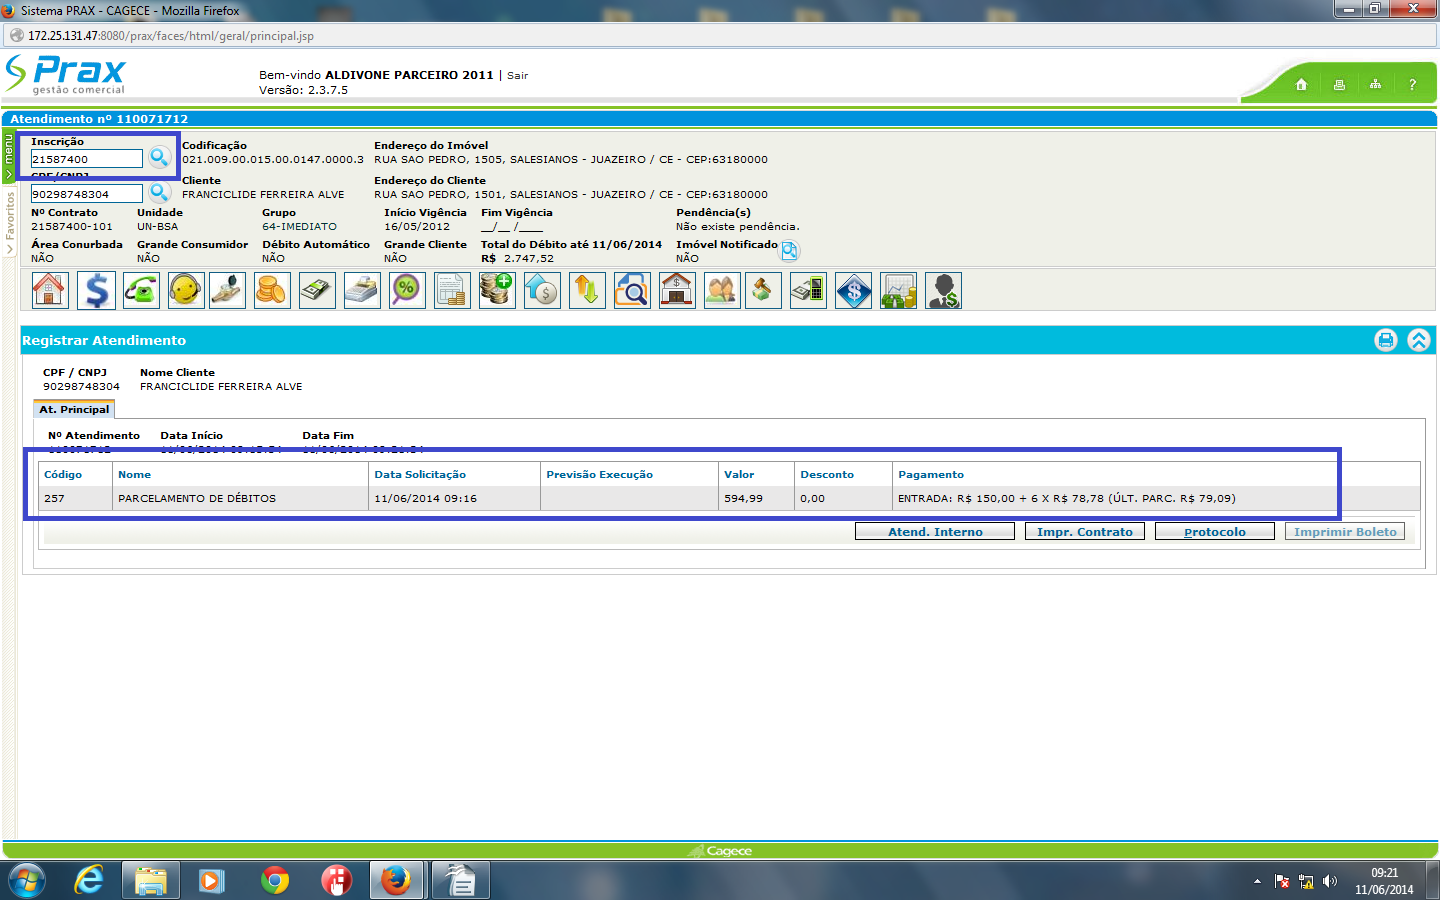 Sistema PRAX - CAGECE - Mozilla Firefox
172.25.131.47:8080/prax/faces/html/geral/principal.jsp
Prax
gestão comercial
Bem-vindo ALDIVONE PARCEIRO 2011 | Sair
Versão: 2.3.7.5
?
Atendimento nº 110071712
menu
Favoritos
Inscrição Codificação Endereço do Imóvel
21587400 021.009.00.015.00.0147.0000.3 RUA SAO PEDRO, 1505, SALESIANOS - JUAZEIRO / CE - CEP:63180000
CPF/CNPJ Cliente Endereço do Cliente
90298748304 FRANCICLIDE FERREIRA ALVE RUA SAO PEDRO, 1501, SALESIANOS - JUAZEIRO / CE - CEP:63180000
Nº Contrato Unidade Grupo Início Vigência Fim Vigência Pendência(s)
21587400-101 UN-BSA 64-IMEDIATO 16/05/2012 __/__ /____ Não existe pendência.
Área Conurbada Grande Consumidor Débito Automático Grande Cliente Total do Débito até 11/06/2014 Imóvel Notificado
NÃO NÃO NÃO NÃO R$ 2.747,52 NÃO
Registrar Atendimento
CPF / CNPJ Nome Cliente
90298748304 FRANCICLIDE FERREIRA ALVE
At. Principal
Nº Atendimento Data Início Data Fim
Código Nome Data Solicitação Previsão Execução Valor Desconto Pagamento
257 PARCELAMENTO DE DÉBITOS 11/06/2014 09:16 594,99 0,00 ENTRADA: R$ 150,00 + 6 X R$ 78,78 (ÚLT. PARC. R$ 79,09)
Atend. Interno Impr. Contrato Protocolo Imprimir Boleto
Cagece
09:21
11/06/2014